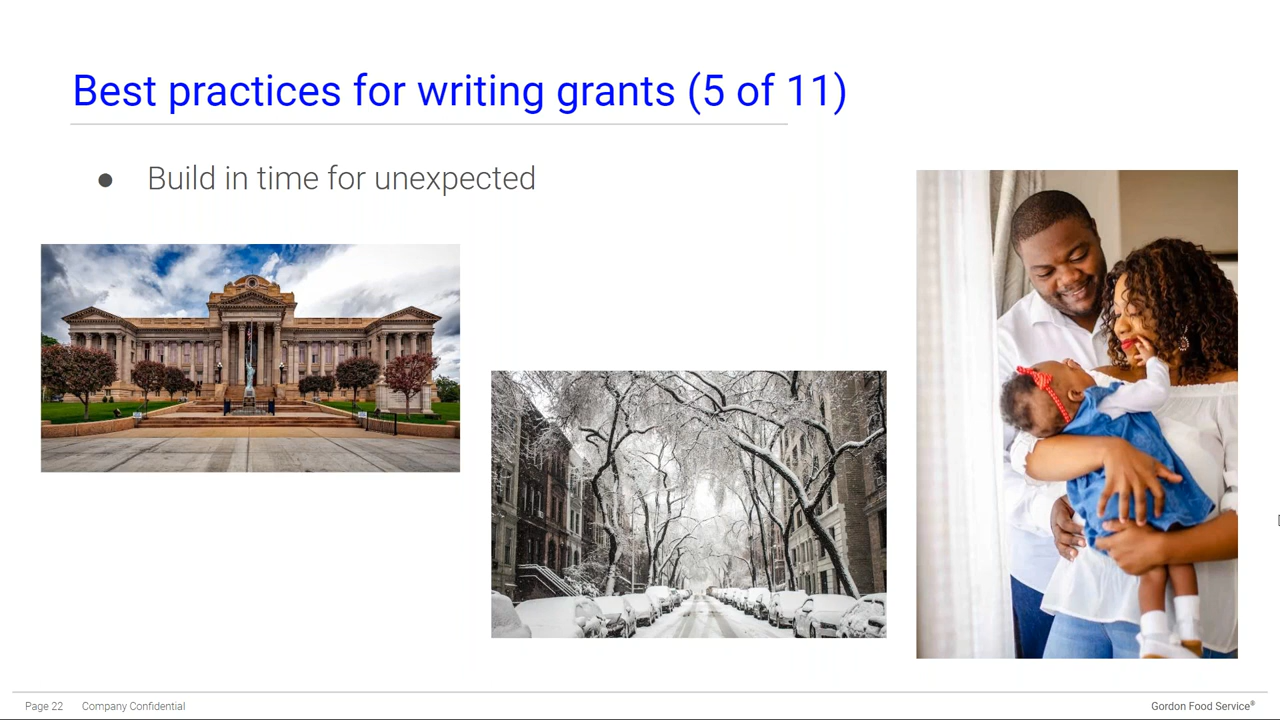 Best practices for writing grants (5 of 11)
● Build in time for unexpected
Page 22 Company Confidential
Gordon Food Service®